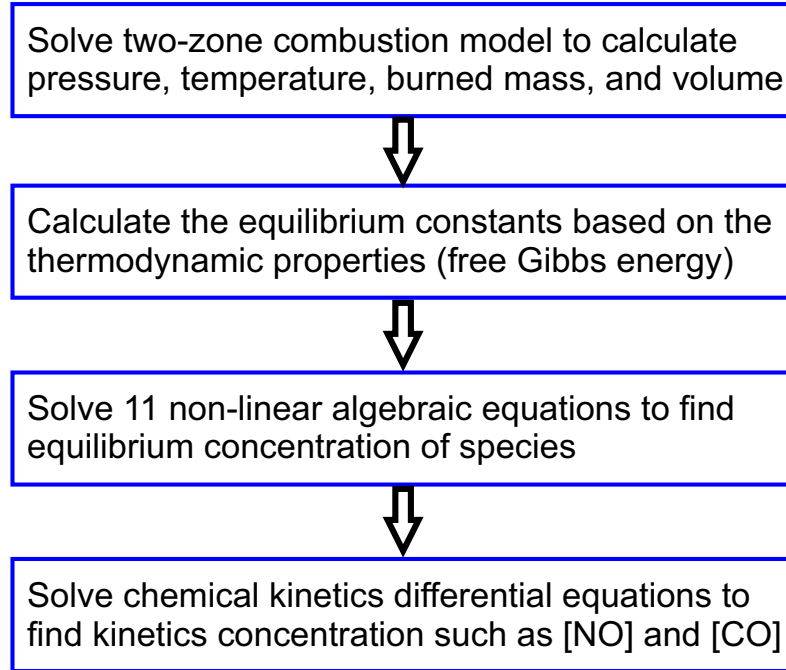 Solve two-zone combustion model to calculate
pressure, temperature, burned mass, and volume
Calculate the equilibrium constants based on the
thermodynamic properties (free Gibbs energy)
Solve 11 non-linear algebraic equations to find
equilibrium concentration of species
Solve chemical kinetics differential equations to
find kinetics concentration such as [NO] and [CO]